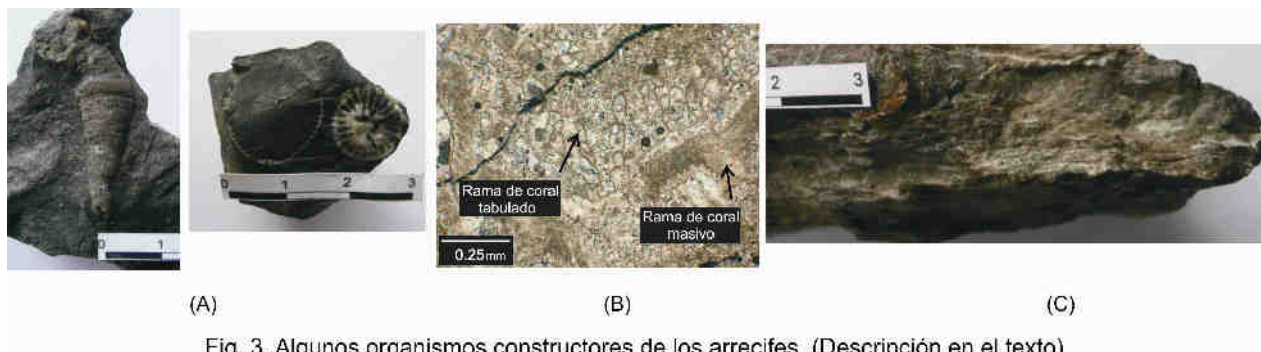 0 1
0 1 2 3
Rama de coral
tabulado
Rama de coral
masivo
0.25mm
2 3
(A) (B) (C)
Fig. 3. Algunos organismos constructores de los arrecifes. (Descripción en el texto)